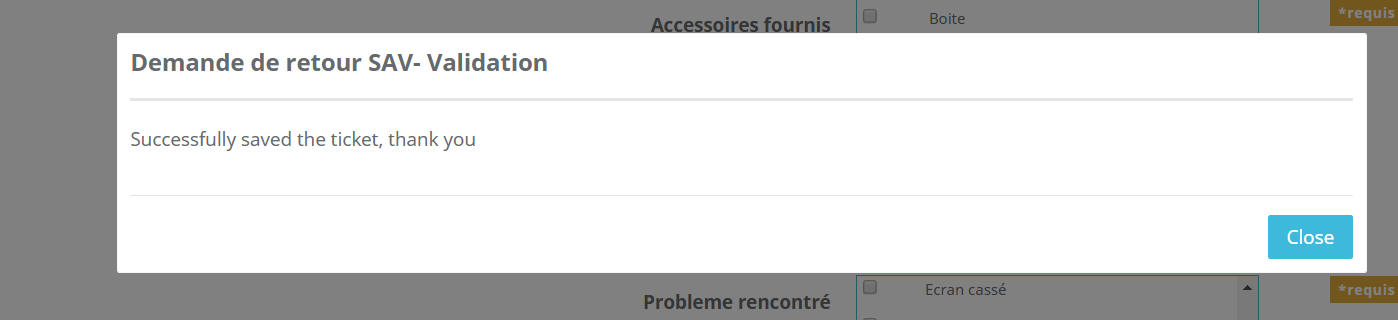 Accessoires fournis
Boite
*requis
Demande de retour SAV- Validation
Successfully saved the ticket, thank you
Close
Probleme rencontré
Ecran cassé
*requis